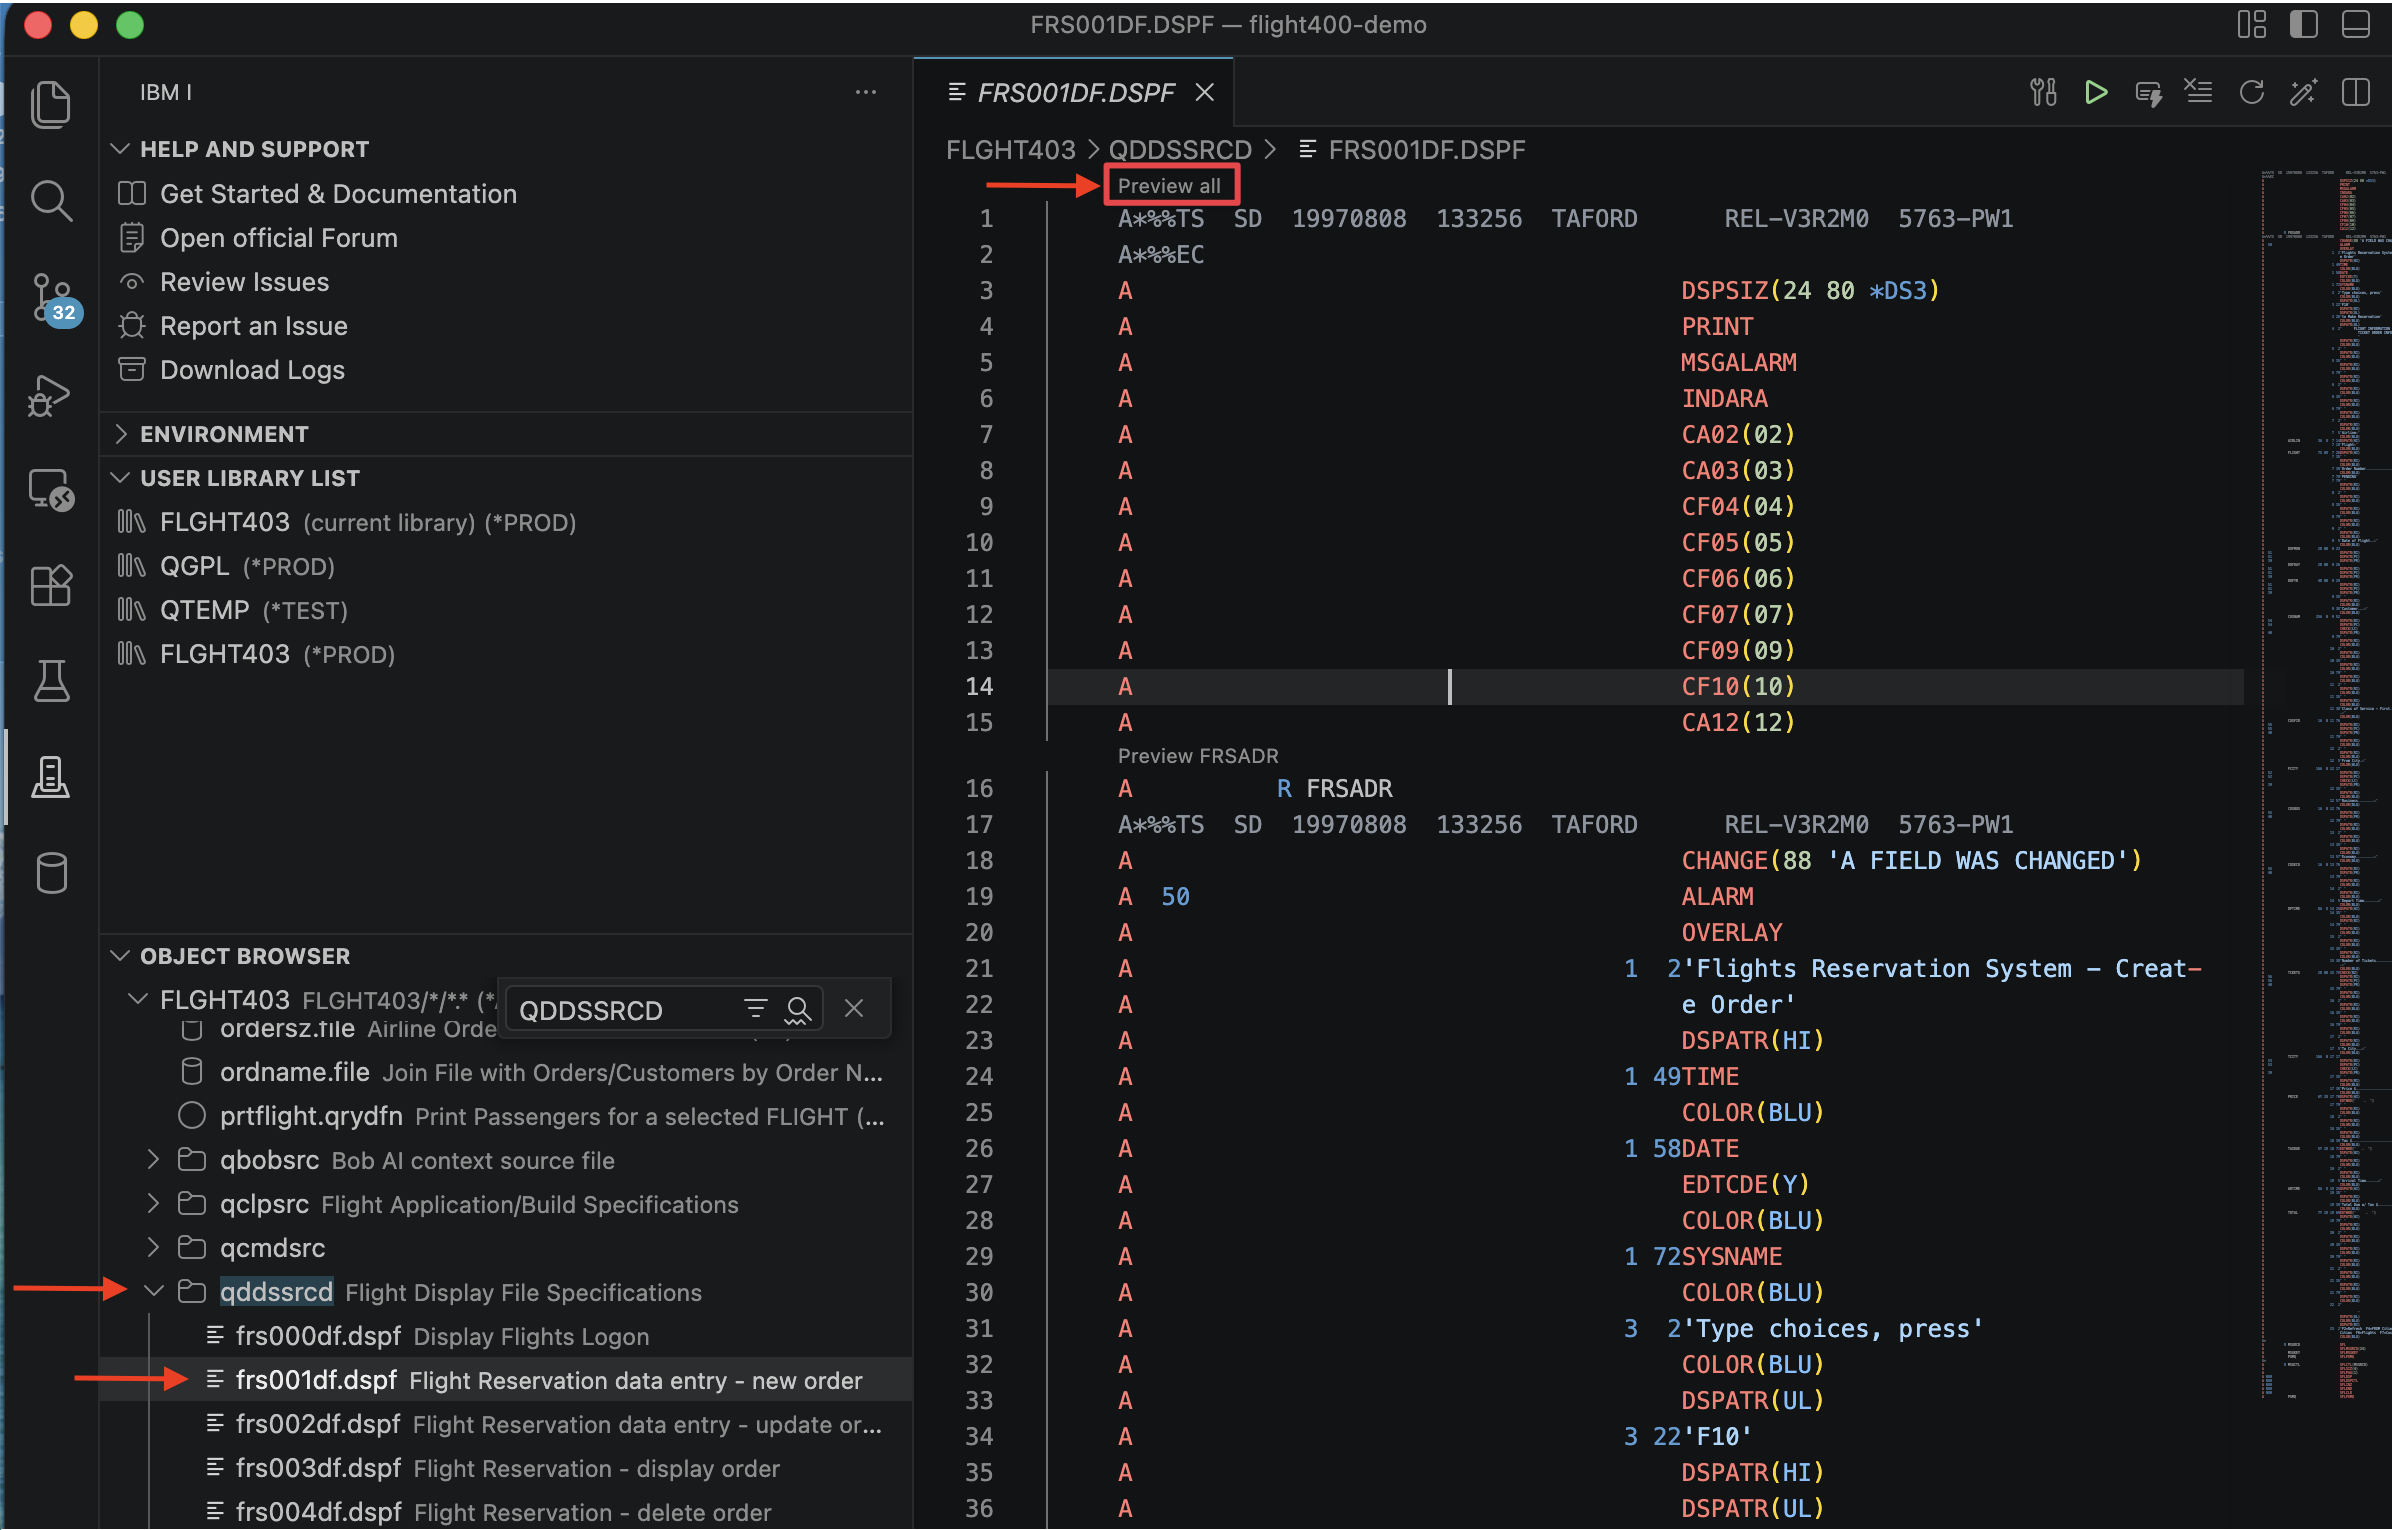 FRS001DF.DSPF — flight400-demo
IBM I
HELP AND SUPPORT
Get Started & Documentation
Open official Forum
Review Issues
Report an Issue
Download Logs
32
ENVIRONMENT
USER LIBRARY LIST
FLGHT403 (current library) (*PROD)
QGPL (*PROD)
QTEMP (*TEST)
FLGHT403 (*PROD)
OBJECT BROWSER
FLGHT403 FLGHT403/*/*.*
QDDSSRCD
ordersz.file Airline Orde
ordname.file Join File with Orders/Customers by Order N...
prtflight.qrydfn Print Passengers for a selected FLIGHT (...
qbobsrc Bob AI context source file
qclpsrc Flight Application/Build Specifications
qcmdsrc
qddssrcd Flight Display File Specifications
frs000df.dspf Display Flights Logon
frs001df.dspf Flight Reservation data entry - new order
frs002df.dspf Flight Reservation data entry - update or...
frs003df.dspf Flight Reservation - display order
frs004df.dspf Flight Reservation - delete order
FRS001DF.DSPF
FLGHT403 > QDDSSRCD > FRS001DF.DSPF
Preview all
1 A*%%TS SD 19970808 133256 TAFORD REL-V3R2M0 5763-PW1
2 A*%%EC
3 A DSPSIZ(24 80 *DS3)
4 A PRINT
5 A MSGALARM
6 A INDARA
7 A CA02(02)
8 A CA03(03)
9 A CF04(04)
10 A CF05(05)
11 A CF06(06)
12 A CF07(07)
13 A CF09(09)
14 A CF10(10)
15 A CA12(12)
Preview FRSADR
16 A R FRSADR
17 A*%%TS SD 19970808 133256 TAFORD REL-V3R2M0 5763-PW1
18 A CHANGE(88 'A FIELD WAS CHANGED')
19 A 50 ALARM
20 A OVERLAY
21 A 1 2'Flights Reservation System - Creat-
22 A e Order'
23 A DSPATR(HI)
24 A 1 49TIME
25 A COLOR(BLU)
26 A 1 58DATE
27 A EDTCDE(Y)
28 A COLOR(BLU)
29 A 1 72SYSNAME
30 A COLOR(BLU)
31 A 3 2'Type choices, press'
32 A COLOR(BLU)
33 A DSPATR(UL)
34 A 3 22'F10'
35 A DSPATR(HI)
36 A DSPATR(UL)